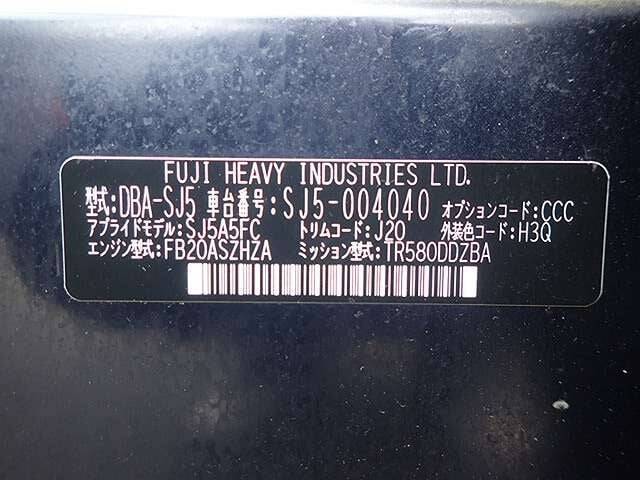 FUJI HEAVY INDUSTRIES LTD.
型式:DBA-SJ5 車台番号:SJ5-004040 オプションコード:CCC
アプライドモデル:SJ5A5FC トリムコード:J20 外装色コード:H3Q
エンジン型式:FB20ASZHZA ミッション型式:TR580DDZBA